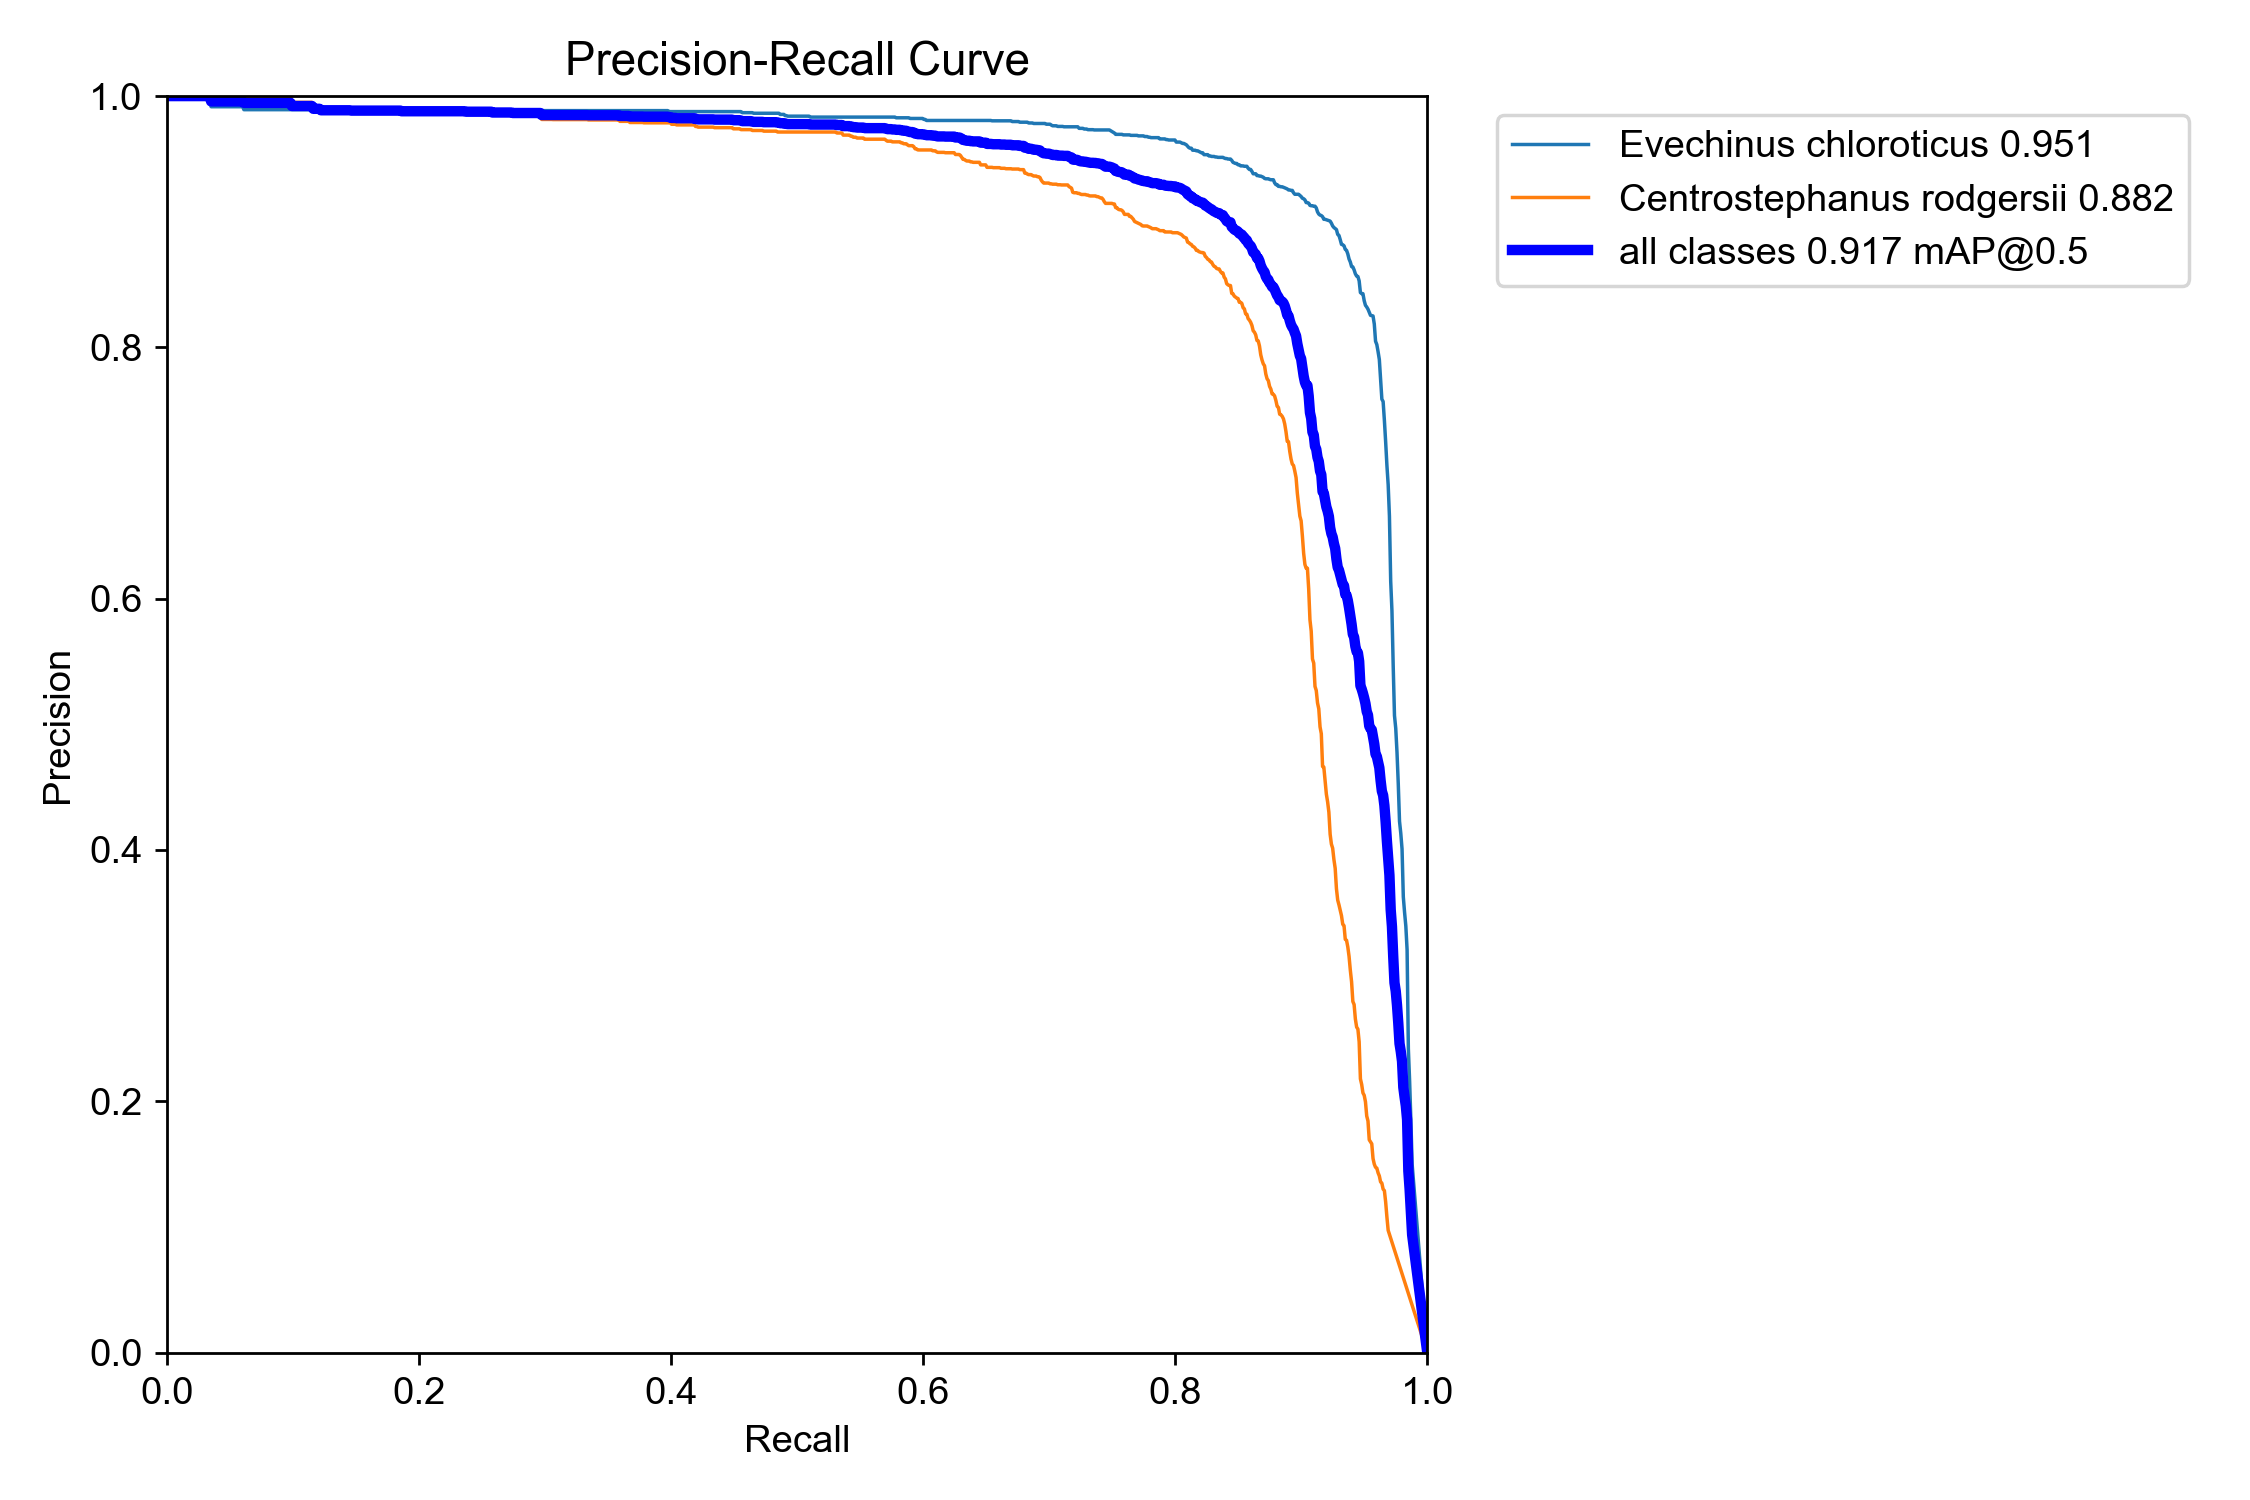 Precision-Recall Curve
1.0
0.8
0.6
0.4
0.2
0.0
Precision
0.0 0.2 0.4 0.6 0.8 1.0
Recall
Evechinus chloroticus 0.951
Centrostephanus rodgersii 0.882
all classes 0.917 mAP@0.5